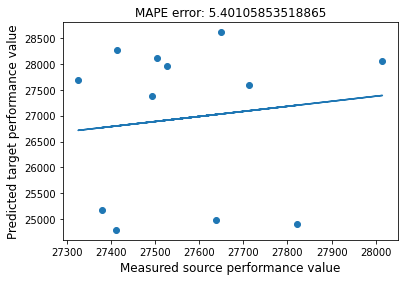 MAPE error: 5.40105853518865
Predicted target performance value
28500
28000
27500
27000
26500
26000
25500
25000
27300 27400 27500 27600 27700 27800 27900 28000
Measured source performance value